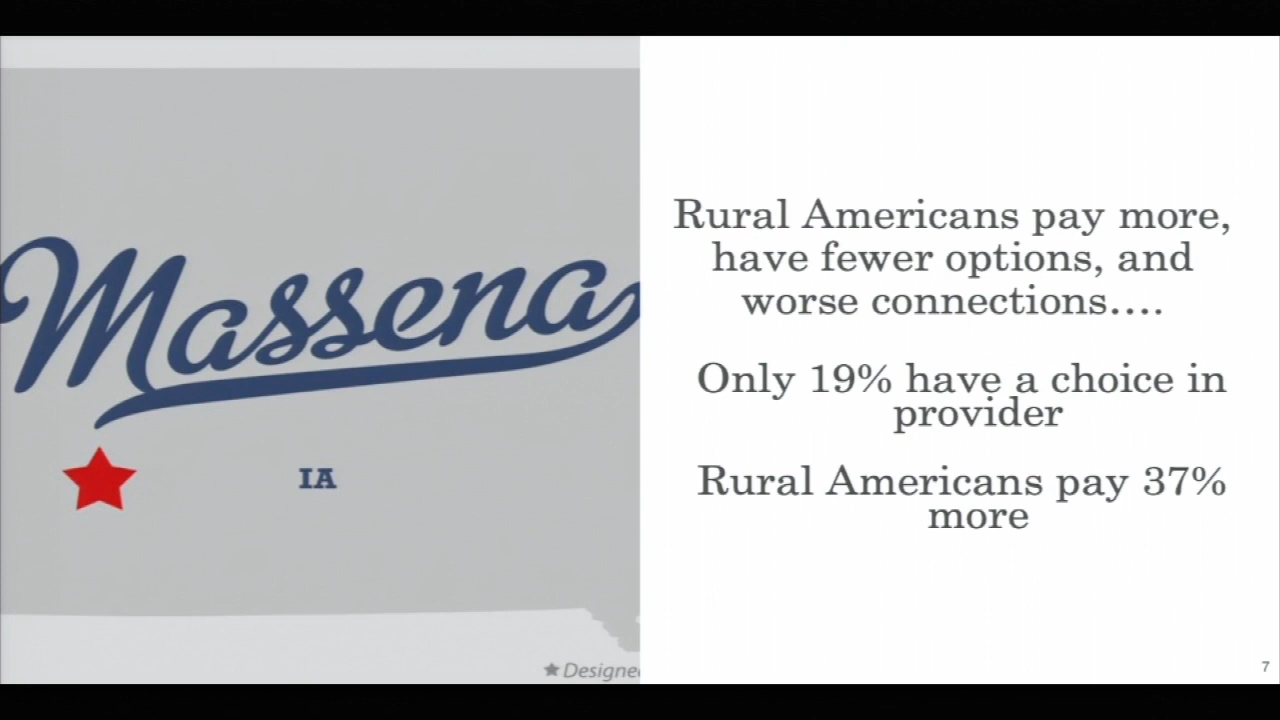 Massena
IA
Designe
Rural Americans pay more,
have fewer options, and
worse connections....
Only 19% have a choice in
provider
Rural Americans pay 37%
more
7